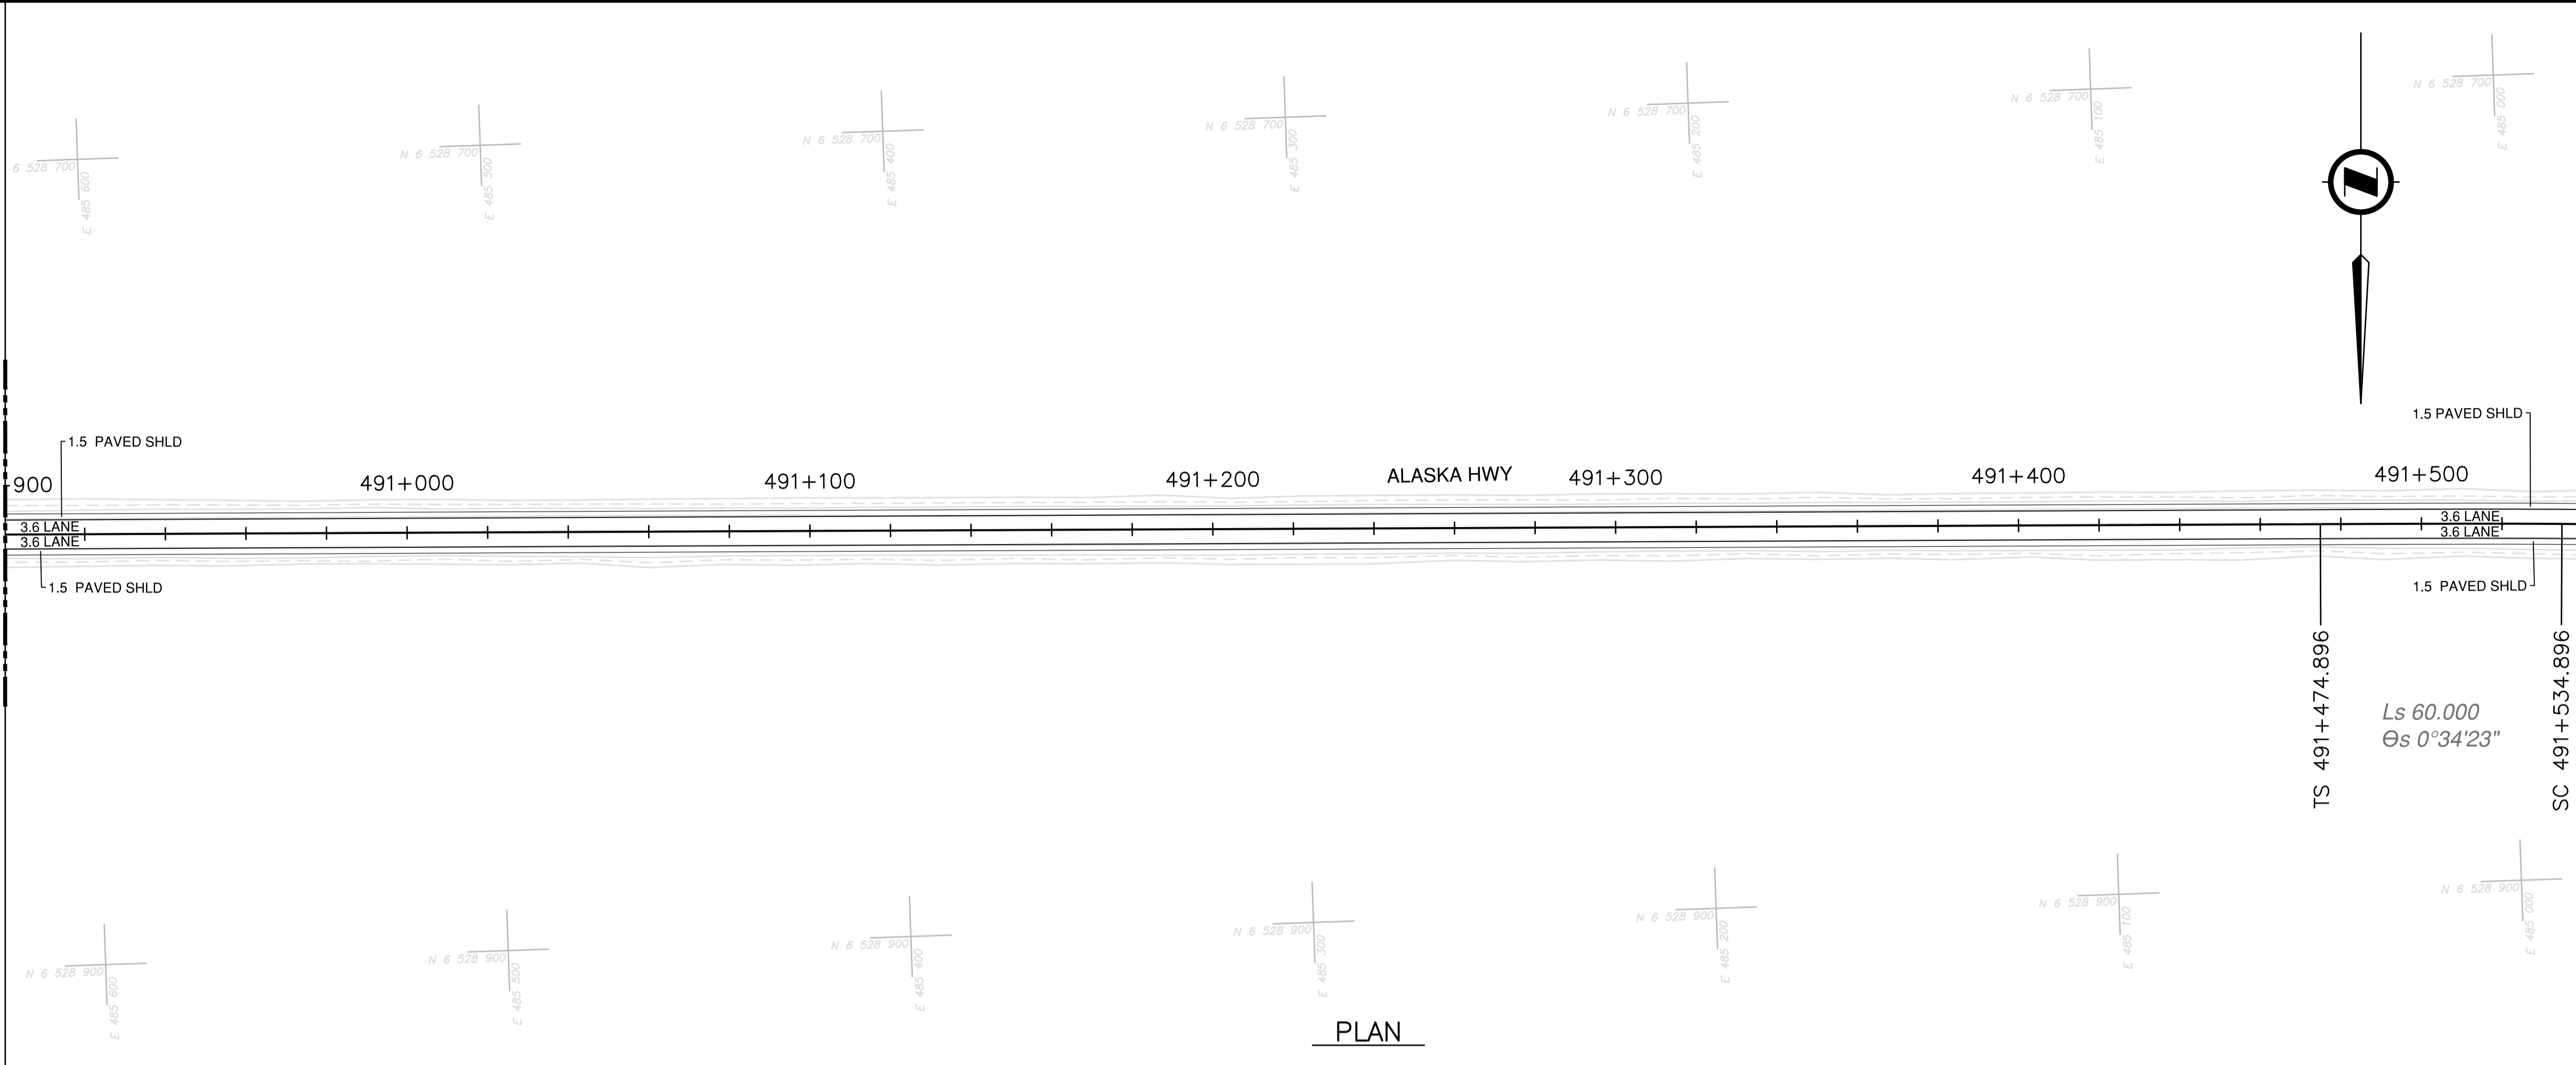 6 528 700
E 485 600
N 6 528 700
E 485 500
N 6 528 700
E 485 400
N 6 528 700
E 485 300
N 6 528 700
E 485 200
N 6 528 700
E 485 100
N 6 528 700
E 485 000
N
1.5 PAVED SHLD
1.5 PAVED SHLD
900
491+000
491+100
491+200
ALASKA HWY
491+300
491+400
491+500
3.6 LANE
3.6 LANE
3.6 LANE
3.6 LANE
1.5 PAVED SHLD
1.5 PAVED SHLD
TS 491+474.896
Ls 60.000
Θs 0°34'23"
SC 491+534.896
N 6 528 900
E 485 600
N 6 528 900
E 485 500
N 6 528 900
E 485 400
N 6 528 900
E 485 300
N 6 528 900
E 485 200
N 6 528 900
E 485 100
N 6 528 900
E 485 000
PLAN